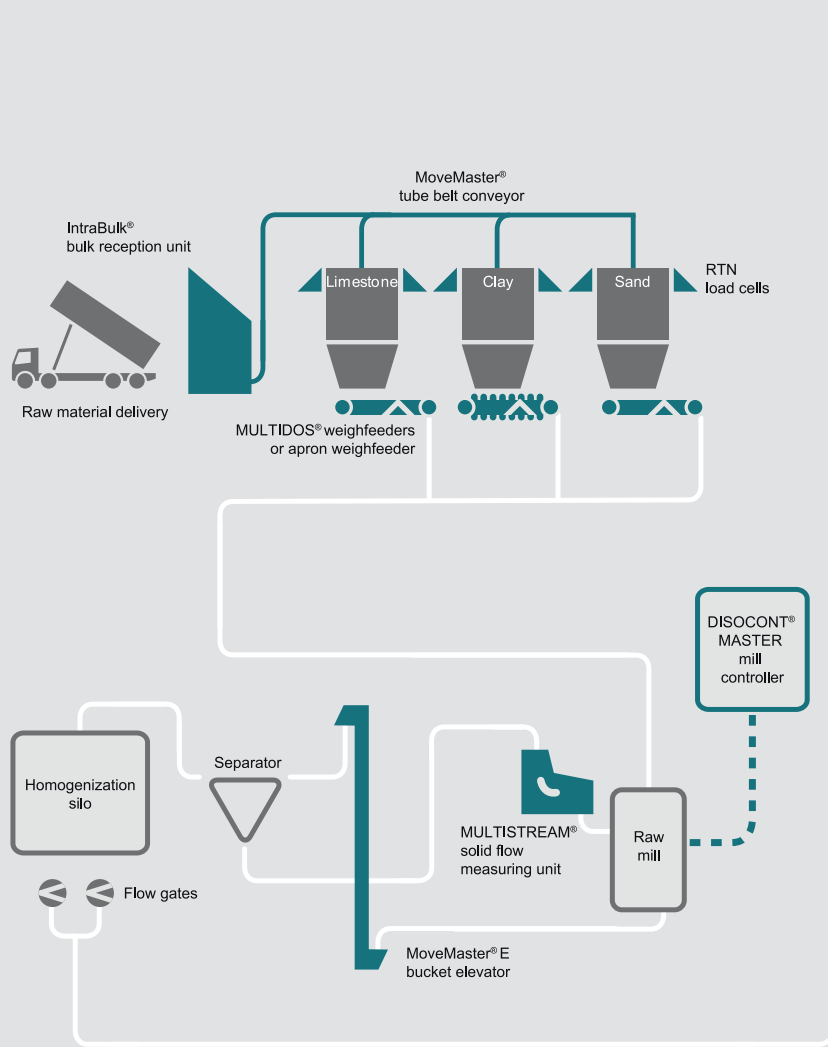 MoveMaster®
tube belt conveyor
IntraBulk®
bulk reception unit
Limestone
Clay
Sand
RTN
load cells
Raw material delivery
MULTIDOS® weighfeeders
or apron weighfeeder
DISOCONT®
MASTER
mill
controller
Separator
Homogenization
silo
MULTISTREAM®
solid flow
measuring unit
Raw
mill
Flow gates
MoveMaster® E
bucket elevator